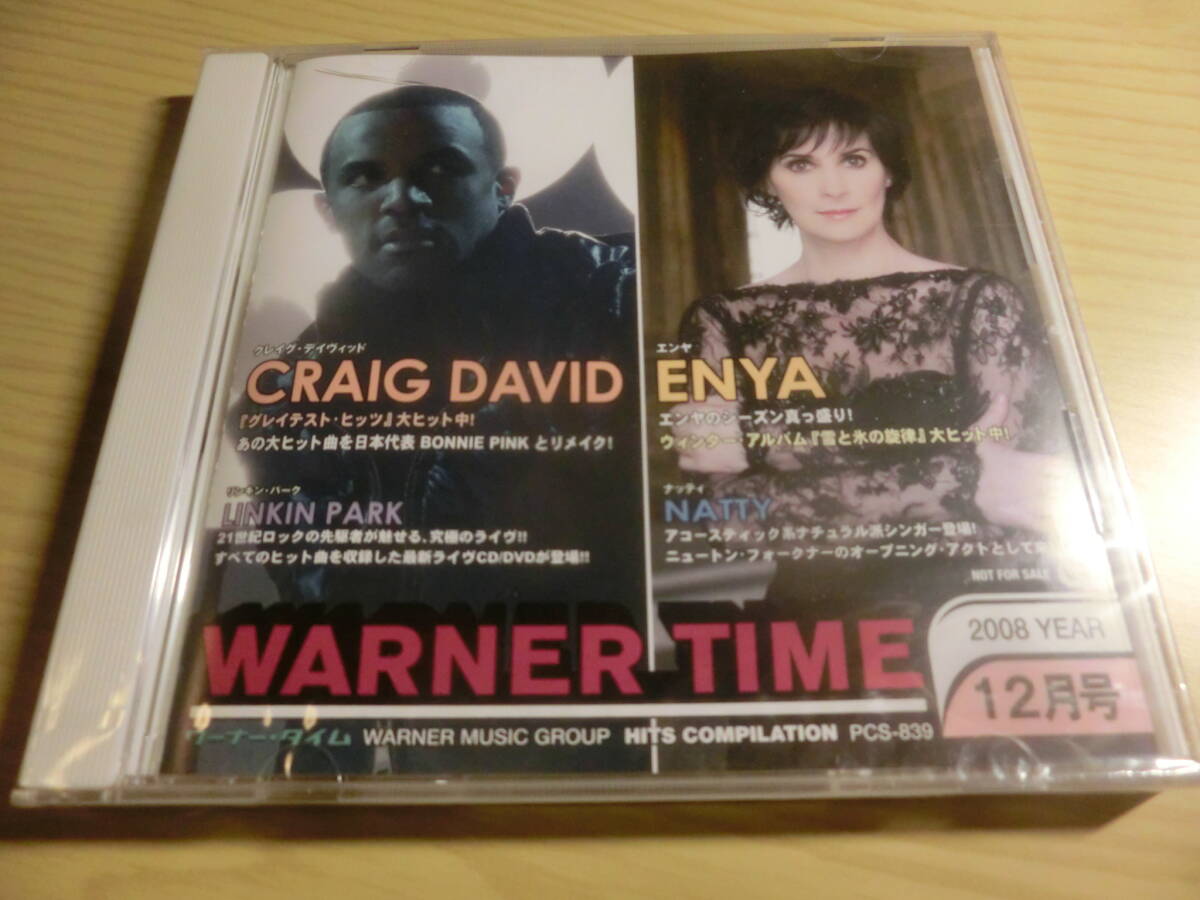 クレイグ・デイヴィッド
CRAIG DAVID
『グレイテスト・ヒッツ』大ヒット中!
あの大ヒット曲を日本代表 BONNIE PINK とリメイク!
リンキン・パーク
LINKIN PARK
21世紀ロックの先駆者が魅せる、究極のライヴ!!
すべてのヒット曲を収録した最新ライヴCD/DVDが登場!!
エンヤ
ENYA
エンヤのシーズン真っ盛り!
ウィンター・アルバム『雪と氷の旋律』大ヒット中!
ナッティ
NATTY
アコースティック系ナチュラル派シンガー登場!
ニュートン・フォークナーのオープニング・アクトとして
NOT FOR SALE
WARNER TIME
2008 YEAR
12月号
ワーナー・タイム WARNER MUSIC GROUP HITS COMPILATION PCS-839